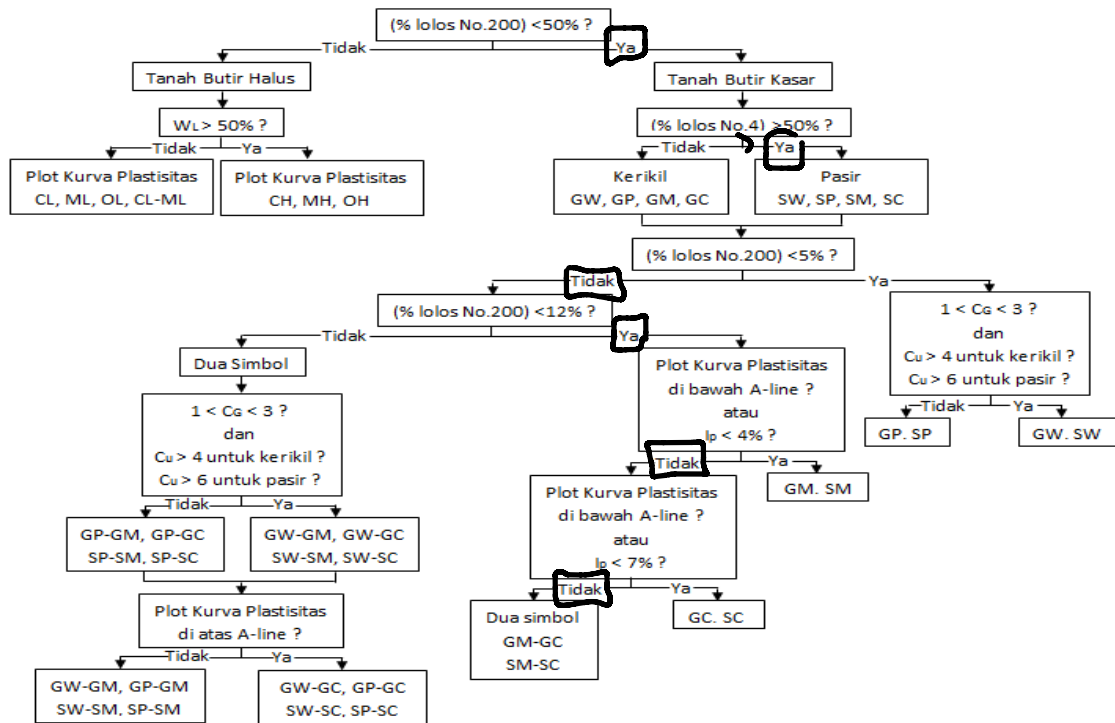 (% lolos No.200) <50% ?
Tidak
Ya
Tanah Butir Halus
Tanah Butir Kasar
WL > 50% ?
(% lolos No.4) >50% ?
Tidak
Ya
Tidak
Ya
Plot Kurva Plastisitas
CL, ML, OL, CL-ML
Plot Kurva Plastisitas
CH, MH, OH
Kerikil
GW, GP, GM, GC
Pasir
SW, SP, SM, SC
(% lolos No.200) <5% ?
Tidak
Ya
(% lolos No.200) <12% ?
Tidak
Ya
1 < CG < 3 ?
dan
Cu > 4 untuk kerikil ?
Cu > 6 untuk pasir ?
Tidak
Ya
GP. SP
GW. SW
Dua Simbol
1 < CG < 3 ?
dan
Cu > 4 untuk kerikil ?
Cu > 6 untuk pasir ?
Tidak
Ya
Plot Kurva Plastisitas
di bawah A-line ?
atau
Ip < 4% ?
Tidak
Ya
GM. SM
GP-GM, GP-GC
SP-SM, SP-SC
GW-GM, GW-GC
SW-SM, SW-SC
Plot Kurva Plastisitas
di bawah A-line ?
atau
Ip < 7% ?
Tidak
Ya
Plot Kurva Plastisitas
di atas A-line ?
Tidak
Ya
Dua simbol
GM-GC
SM-SC
GC. SC
GW-GM, GP-GM
SW-SM, SP-SM
GW-GC, GP-GC
SW-SC, SP-SC